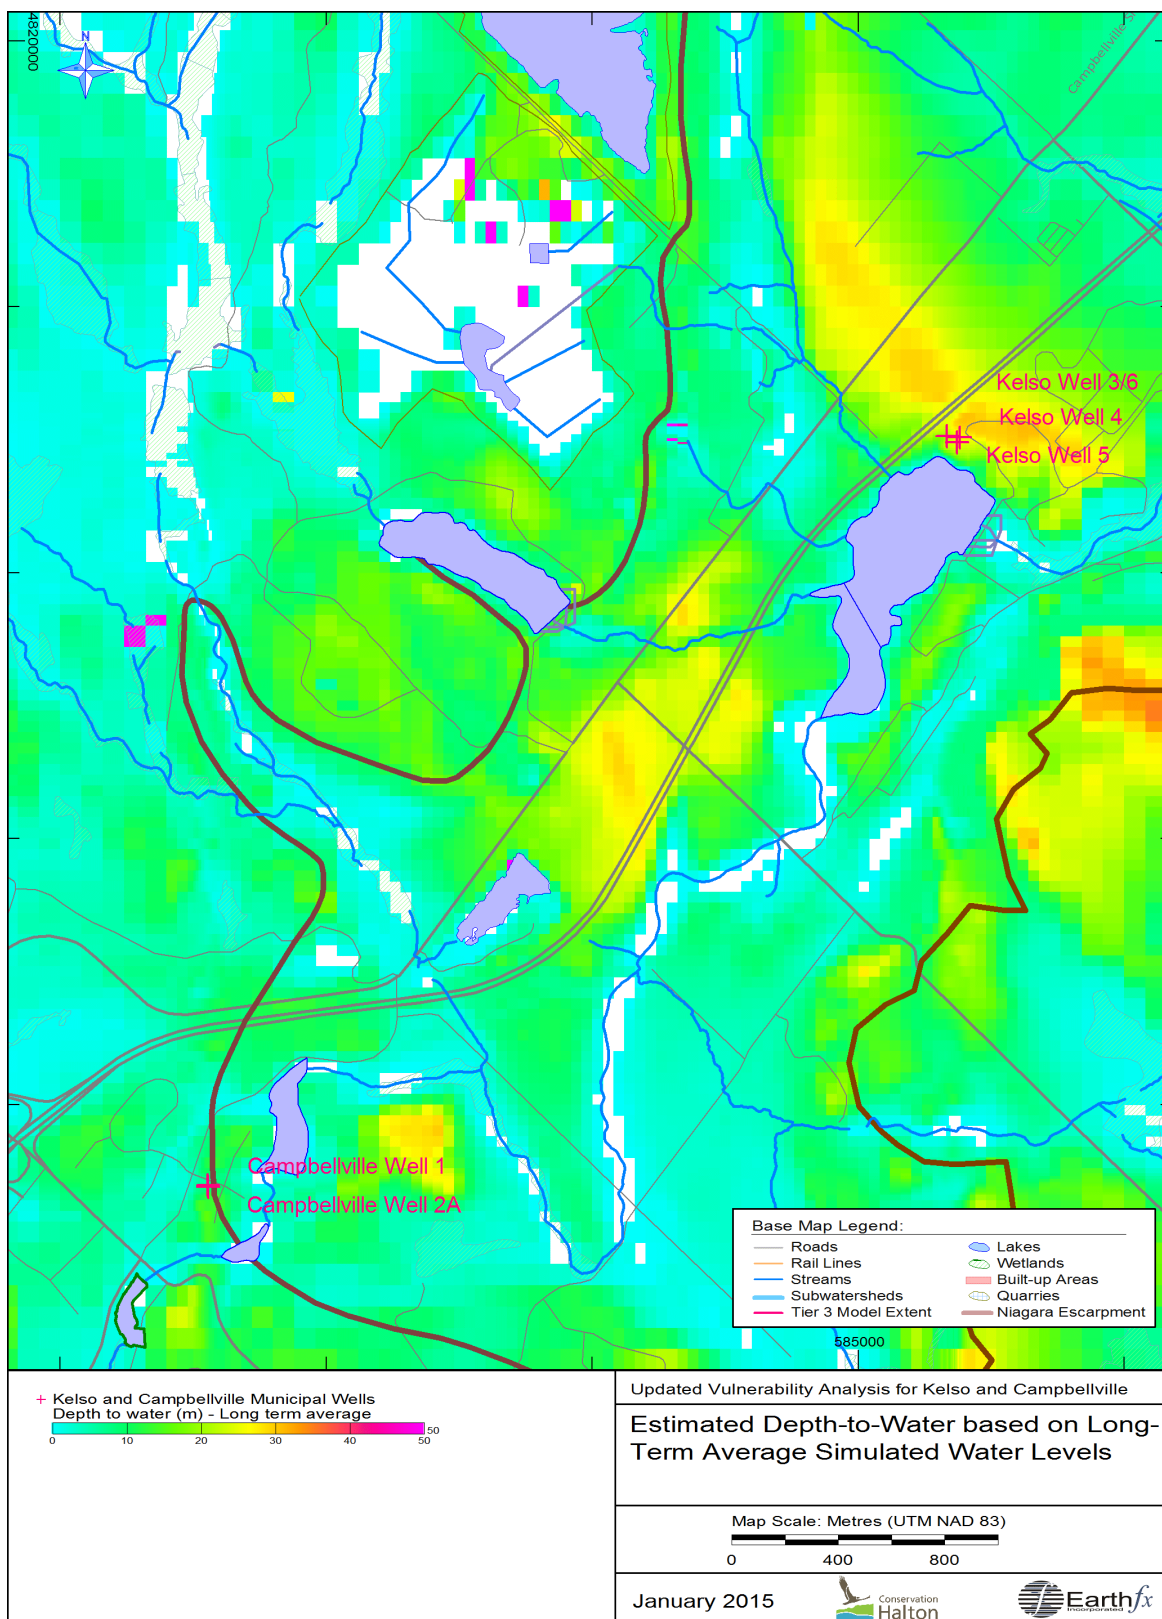 4820000
N
Campbellville S
Kelso Well 3/6
Kelso Well 4
Kelso Well 5
Campbellville Well 1
Campbellville Well 2A
Base Map Legend:
Roads
Rail Lines
Streams
Subwatersheds
Tier 3 Model Extent
Lakes
Wetlands
Built-up Areas
Quarries
Niagara Escarpment
585000
+ Kelso and Campbellville Municipal Wells
Depth to water (m) - Long term average
50
0 10 20 30 40 50
Updated Vulnerability Analysis for Kelso and Campbellville
Estimated Depth-to-Water based on Long-
Term Average Simulated Water Levels
Map Scale: Metres (UTM NAD 83)
0 400 800
January 2015
Conservation
Halton
Earthfx
Incorporated